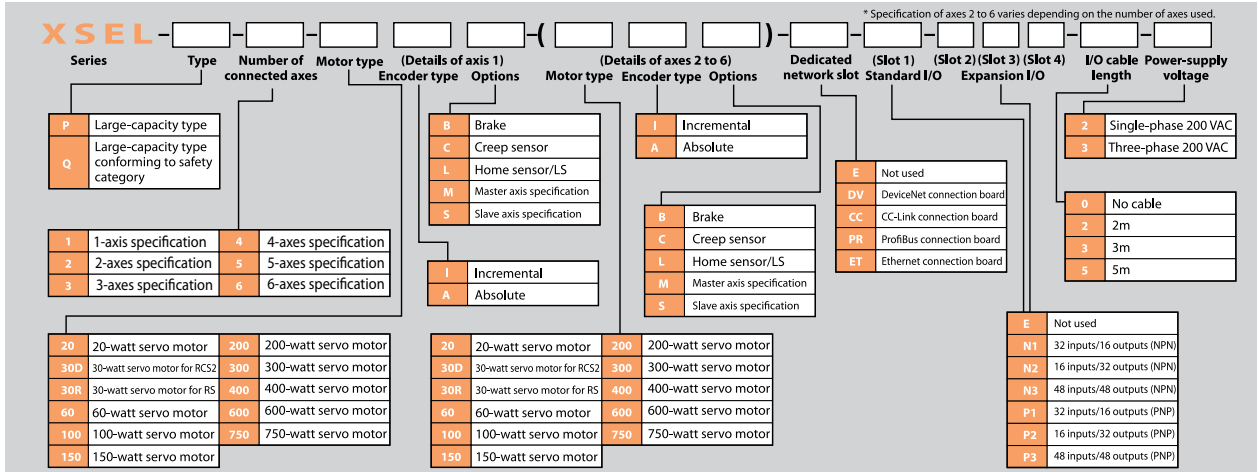 * Specification of axes 2 to 6 varies depending on the number of axes used.
XSEL - - - - ( ) - - - - - -
Series
Type
Number of
connected axes
Motor type
(Details of axis 1)
Encoder type
Options
Motor type
(Details of axes 2 to 6)
Encoder type
Options
Dedicated
network slot
(Slot 1)
Standard I/O
(Slot 2) (Slot 3) (Slot 4)
Expansion I/O
I/O cable
length
Power-supply
voltage
P Large-capacity type
Q Large-capacity type
conforming to safety
category
1 1-axis specification 4 4-axes specification
2 2-axes specification 5 5-axes specification
3 3-axes specification 6 6-axes specification
20 20-watt servo motor 200 200-watt servo motor
30D 30-watt servo motor for RCS2 300 300-watt servo motor
30R 30-watt servo motor for RS 400 400-watt servo motor
60 60-watt servo motor 600 600-watt servo motor
100 100-watt servo motor 750 750-watt servo motor
150 150-watt servo motor
B Brake
C Creep sensor
L Home sensor/LS
M Master axis specification
S Slave axis specification
I Incremental
A Absolute
20 20-watt servo motor 200 200-watt servo motor
30D 30-watt servo motor for RCS2 300 300-watt servo motor
30R 30-watt servo motor for RS 400 400-watt servo motor
60 60-watt servo motor 600 600-watt servo motor
100 100-watt servo motor 750 750-watt servo motor
150 150-watt servo motor
I Incremental
A Absolute
B Brake
C Creep sensor
L Home sensor/LS
M Master axis specification
S Slave axis specification
E Not used
DV DeviceNet connection board
CC CC-Link connection board
PR ProfiBus connection board
ET Ethernet connection board
2 Single-phase 200 VAC
3 Three-phase 200 VAC
0 No cable
2 2m
3 3m
5 5m
E Not used
N1 32 inputs/16 outputs (NPN)
N2 16 inputs/32 outputs (NPN)
N3 48 inputs/48 outputs (NPN)
P1 32 inputs/16 outputs (PNP)
P2 16 inputs/32 outputs (PNP)
P3 48 inputs/48 outputs (PNP)